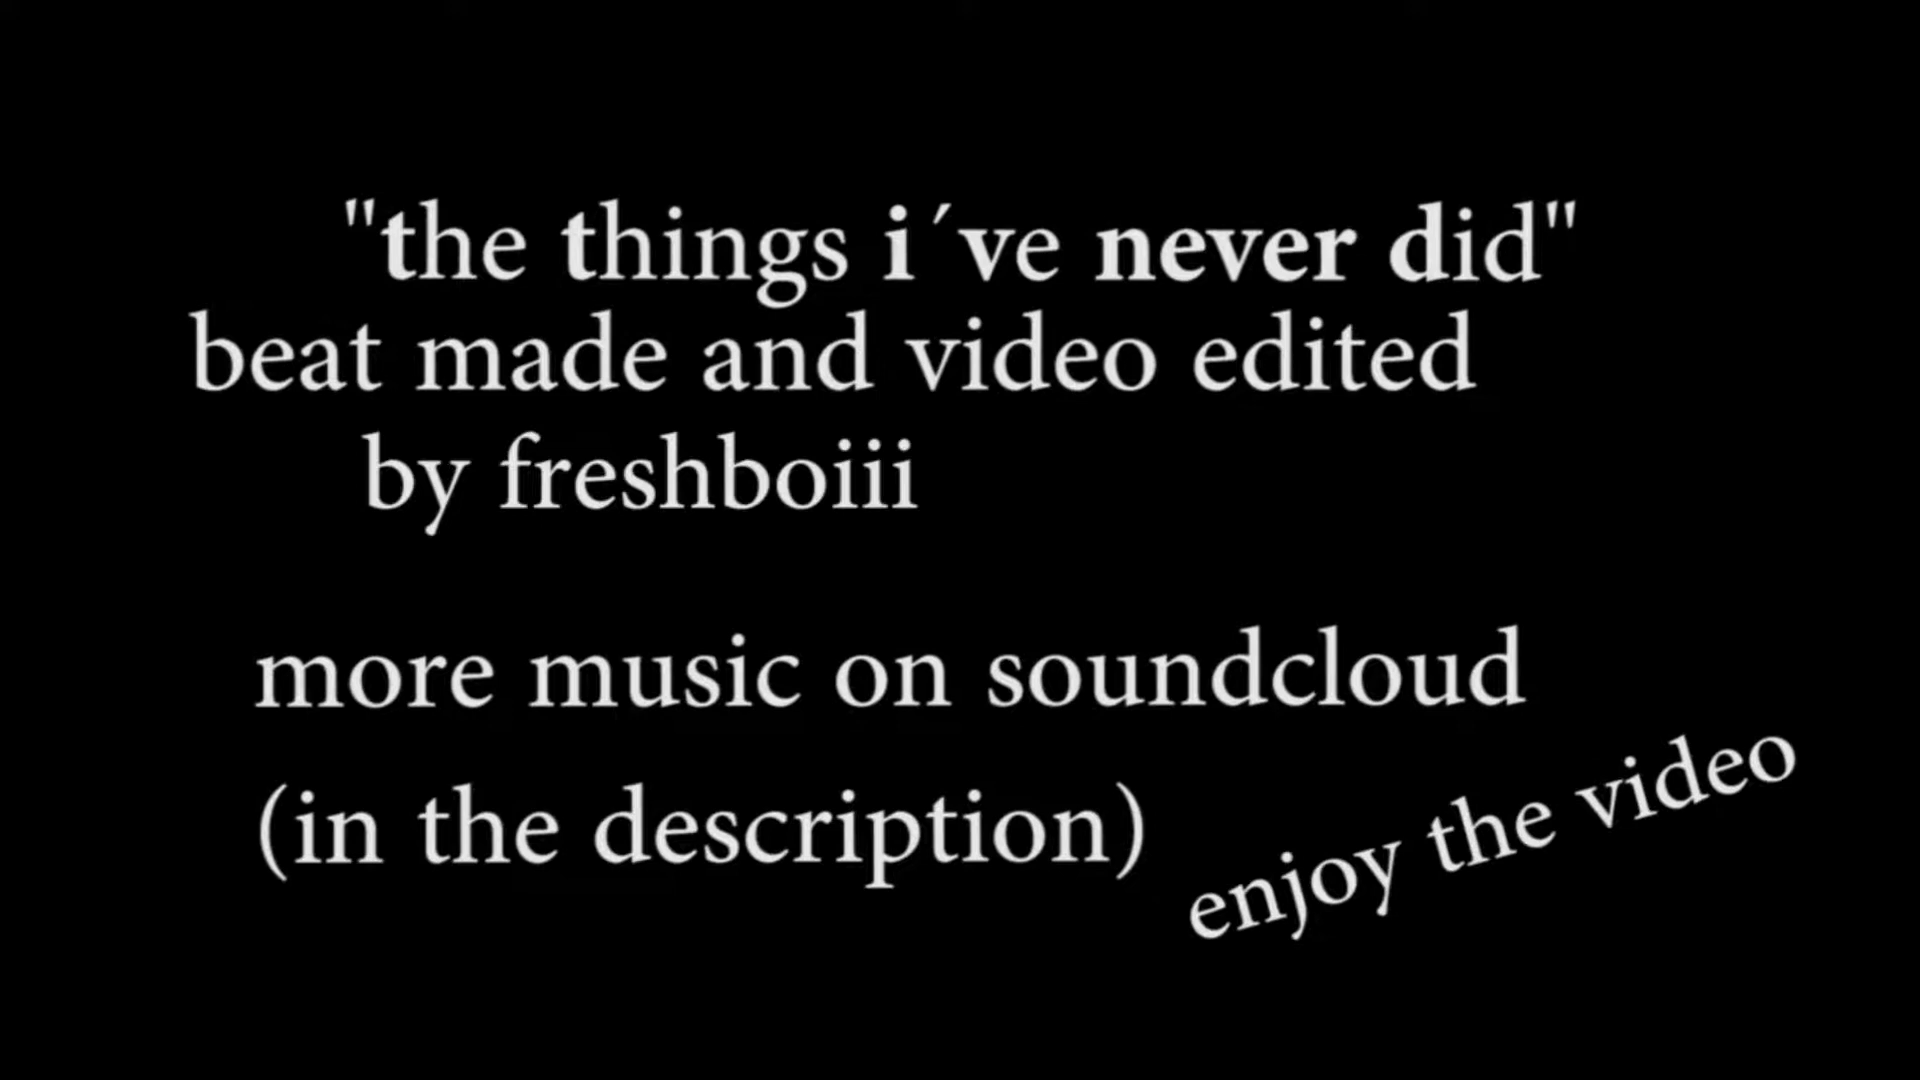 "the things i´ve never did"
beat made and video edited
by freshboiii
more music on soundcloud
(in the description)
enjoy the video